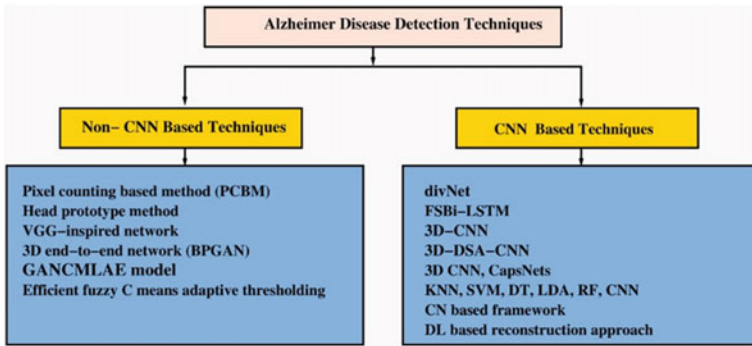 Alzheimer Disease Detection Techniques
Non− CNN Based Techniques
Pixel counting based method (PCBM)
Head prototype method
VGG−inspired network
3D end−to−end network (BPGAN)
GANCMLAE model
Efficient fuzzy C means adaptive thresholding
CNN Based Techniques
divNet
FSBi−LSTM
3D−CNN
3D−DSA−CNN
3D CNN, CapsNets
KNN, SVM, DT, LDA, RF, CNN
CN based framework
DL based reconstruction approach